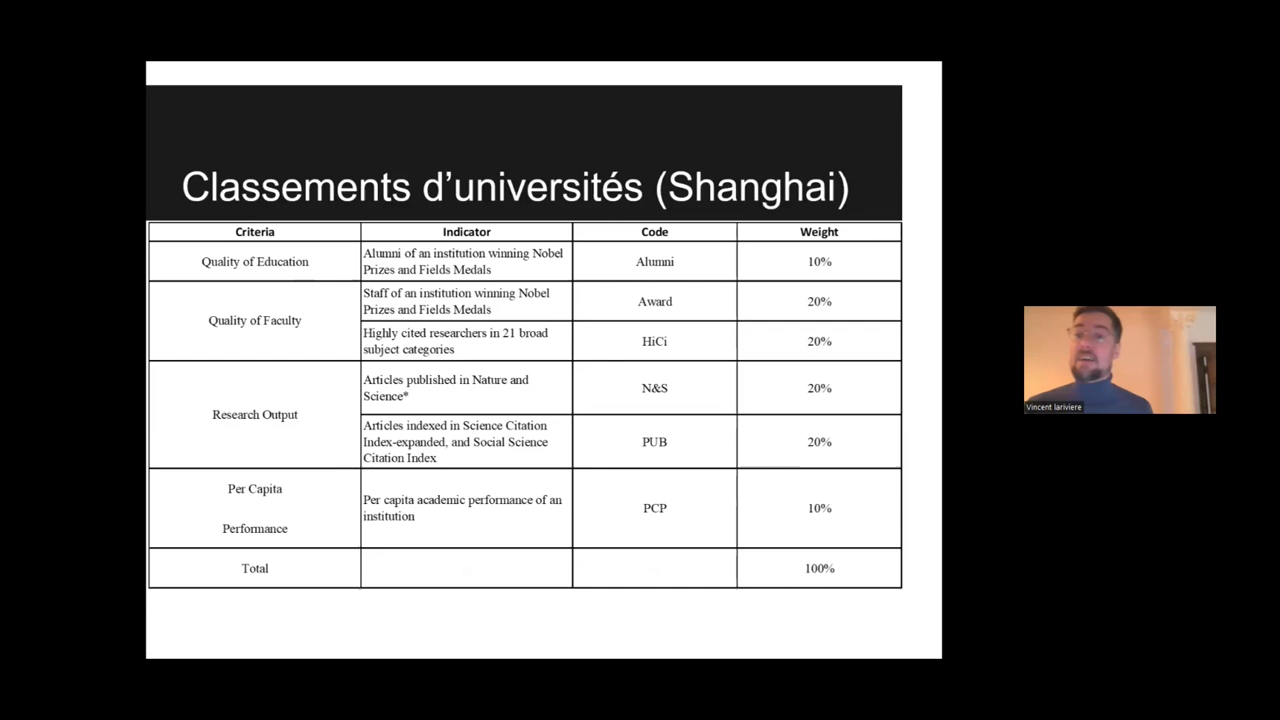 Classements d’universités (Shanghai)
Criteria Indicator Code Weight
Quality of Education
Alumni of an institution winning Nobel
Prizes and Fields Medals
Alumni
10%
Quality of Faculty
Staff of an institution winning Nobel
Prizes and Fields Medals
Award
20%
Highly cited researchers in 21 broad
subject categories
HiCi
20%
Research Output
Articles published in Nature and
Science*
N&S
20%
Articles indexed in Science Citation
Index-expanded, and Social Science
Citation Index
PUB
20%
Per Capita
Performance
Per capita academic performance of an
institution
PCP
10%
Total
100%
Vincent lariviere